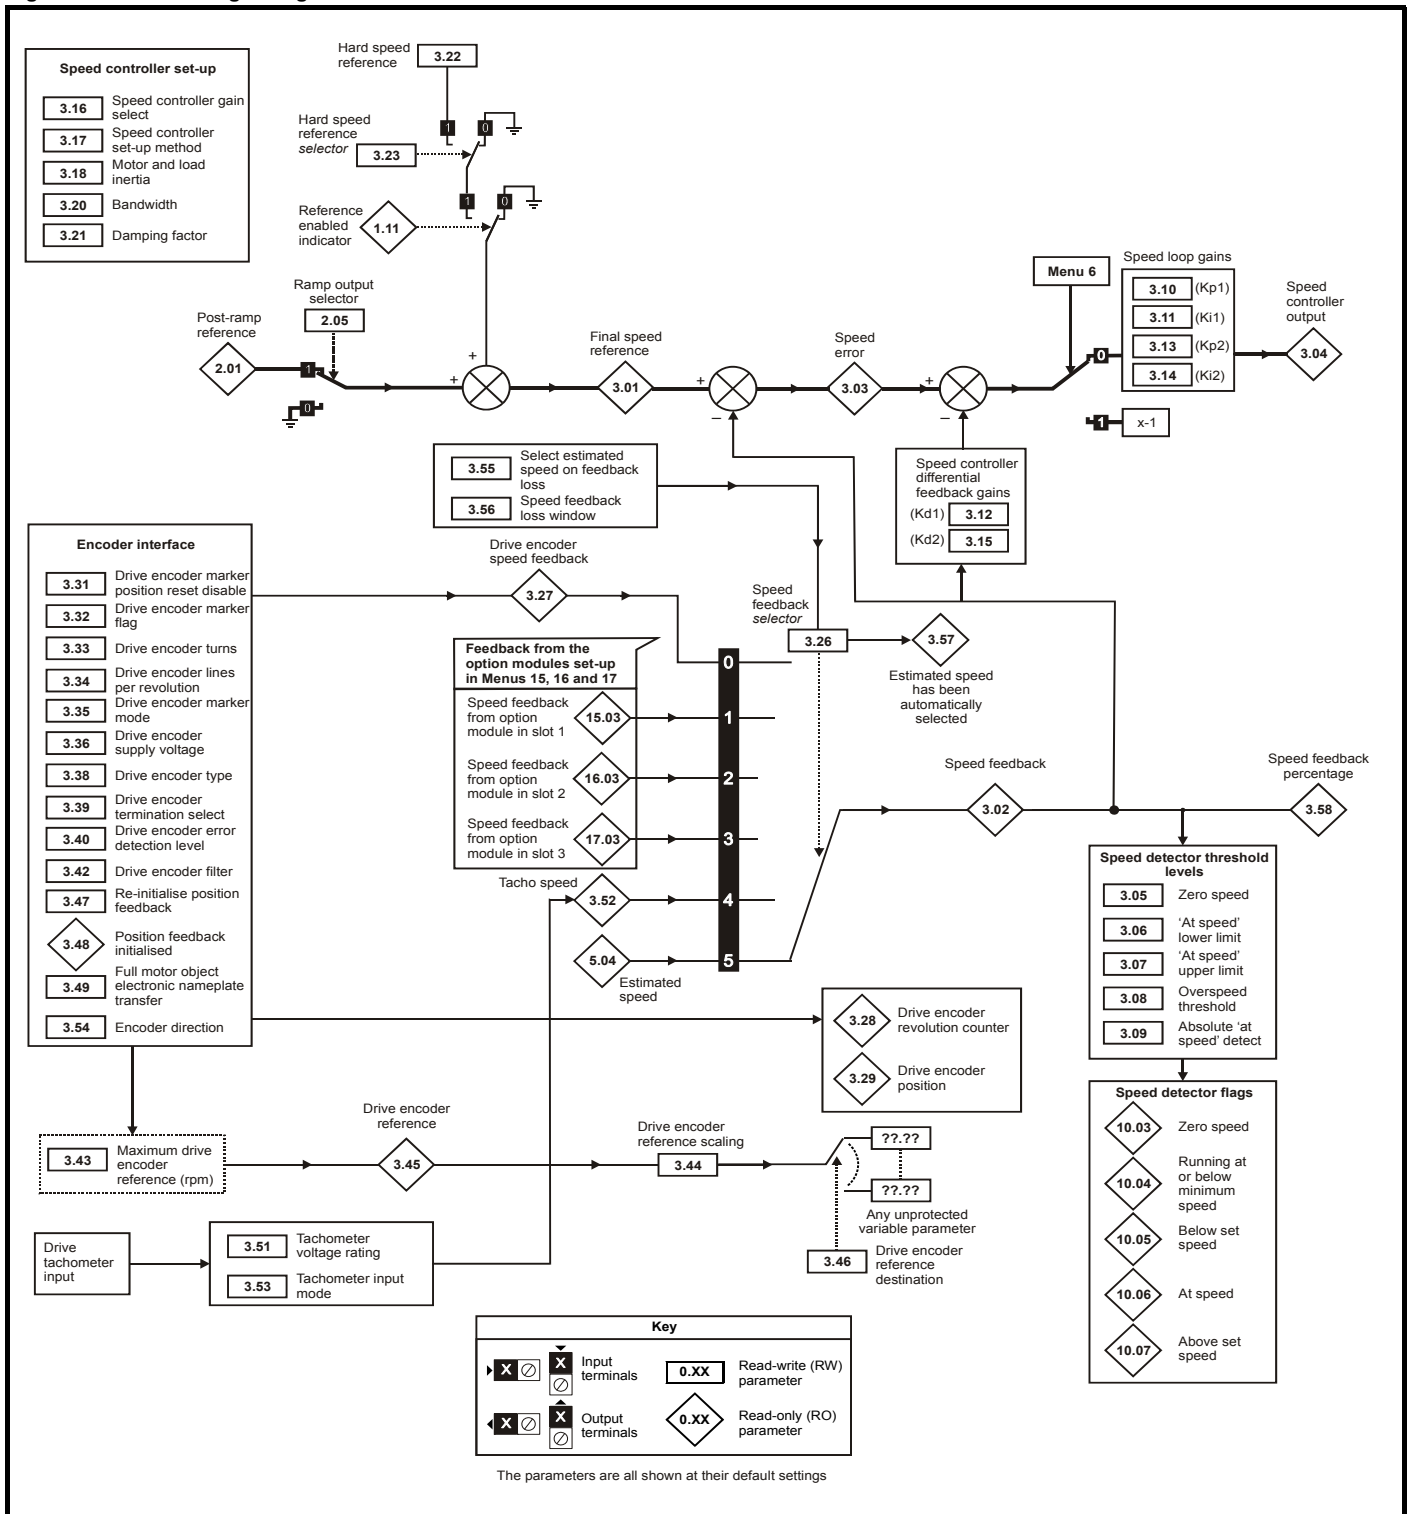 Speed controller set-up
3.16 Speed controller gain
select
3.17 Speed controller
set-up method
3.18 Motor and load
inertia
3.20 Bandwidth
3.21 Damping factor
Hard speed
reference
3.22
1 0
Hard speed
reference
selector
3.23
1 0
Reference
enabled
indicator
1.11
Ramp output
selector
2.05
Post-ramp
reference
2.01
1
0
+
+
Final speed
reference
3.01
+
–
Speed
error
3.03
+
–
Menu 6
0
1
x-1
Speed loop gains
3.10 (Kp1)
3.11 (Ki1)
3.13 (Kp2)
3.14 (Ki2)
Speed
controller
output
3.04
3.55 Select estimated
speed on feedback
loss
3.56 Speed feedback
loss window
Speed controller
differential
feedback gains
(Kd1) 3.12
(Kd2) 3.15
Encoder interface
3.31 Drive encoder marker
position reset disable
3.32 Drive encoder marker
flag
3.33 Drive encoder turns
3.34 Drive encoder lines
per revolution
3.35 Drive encoder marker
mode
3.36 Drive encoder
supply voltage
3.38 Drive encoder type
3.39 Drive encoder
termination select
3.40 Drive encoder error
detection level
3.42 Drive encoder filter
3.47 Re-initialise position
feedback
3.48 Position feedback
initialised
3.49 Full motor object
electronic nameplate
transfer
3.54 Encoder direction
Drive encoder
speed feedback
3.27
Speed
feedback
selector
3.26
3.57
Estimated speed
has been
automatically
selected
Feedback from the
option modules set-up
in Menus 15, 16 and 17
Speed feedback
from option
module in slot 1
15.03
Speed feedback
from option
module in slot 2
16.03
Speed feedback
from option
module in slot 3
17.03
Tacho speed
3.52
5.04
Estimated
speed
0
1
2
3
4
5
Speed feedback
3.02
Speed feedback
percentage
3.58
Speed detector threshold
levels
3.05 Zero speed
3.06 ‘At speed’
lower limit
3.07 ‘At speed’
upper limit
3.08 Overspeed
threshold
3.09 Absolute ‘at
speed’ detect
3.28 Drive encoder
revolution counter
3.29 Drive encoder
position
Speed detector flags
10.03 Zero speed
10.04 Running at
or below
minimum
speed
10.05 Below set
speed
10.06 At speed
10.07 Above set
speed
3.43 Maximum drive
encoder
reference (rpm)
Drive encoder
reference
3.45
Drive encoder
reference scaling
3.44
??.??
??.??
Any unprotected
variable parameter
3.46 Drive encoder
reference
destination
Drive
tachometer
input
3.51 Tachometer
voltage rating
3.53 Tachometer input
mode
Key
X X Input
terminals
0.XX Read-write (RW)
parameter
X X Output
terminals
0.XX Read-only (RO)
parameter
The parameters are all shown at their default settings